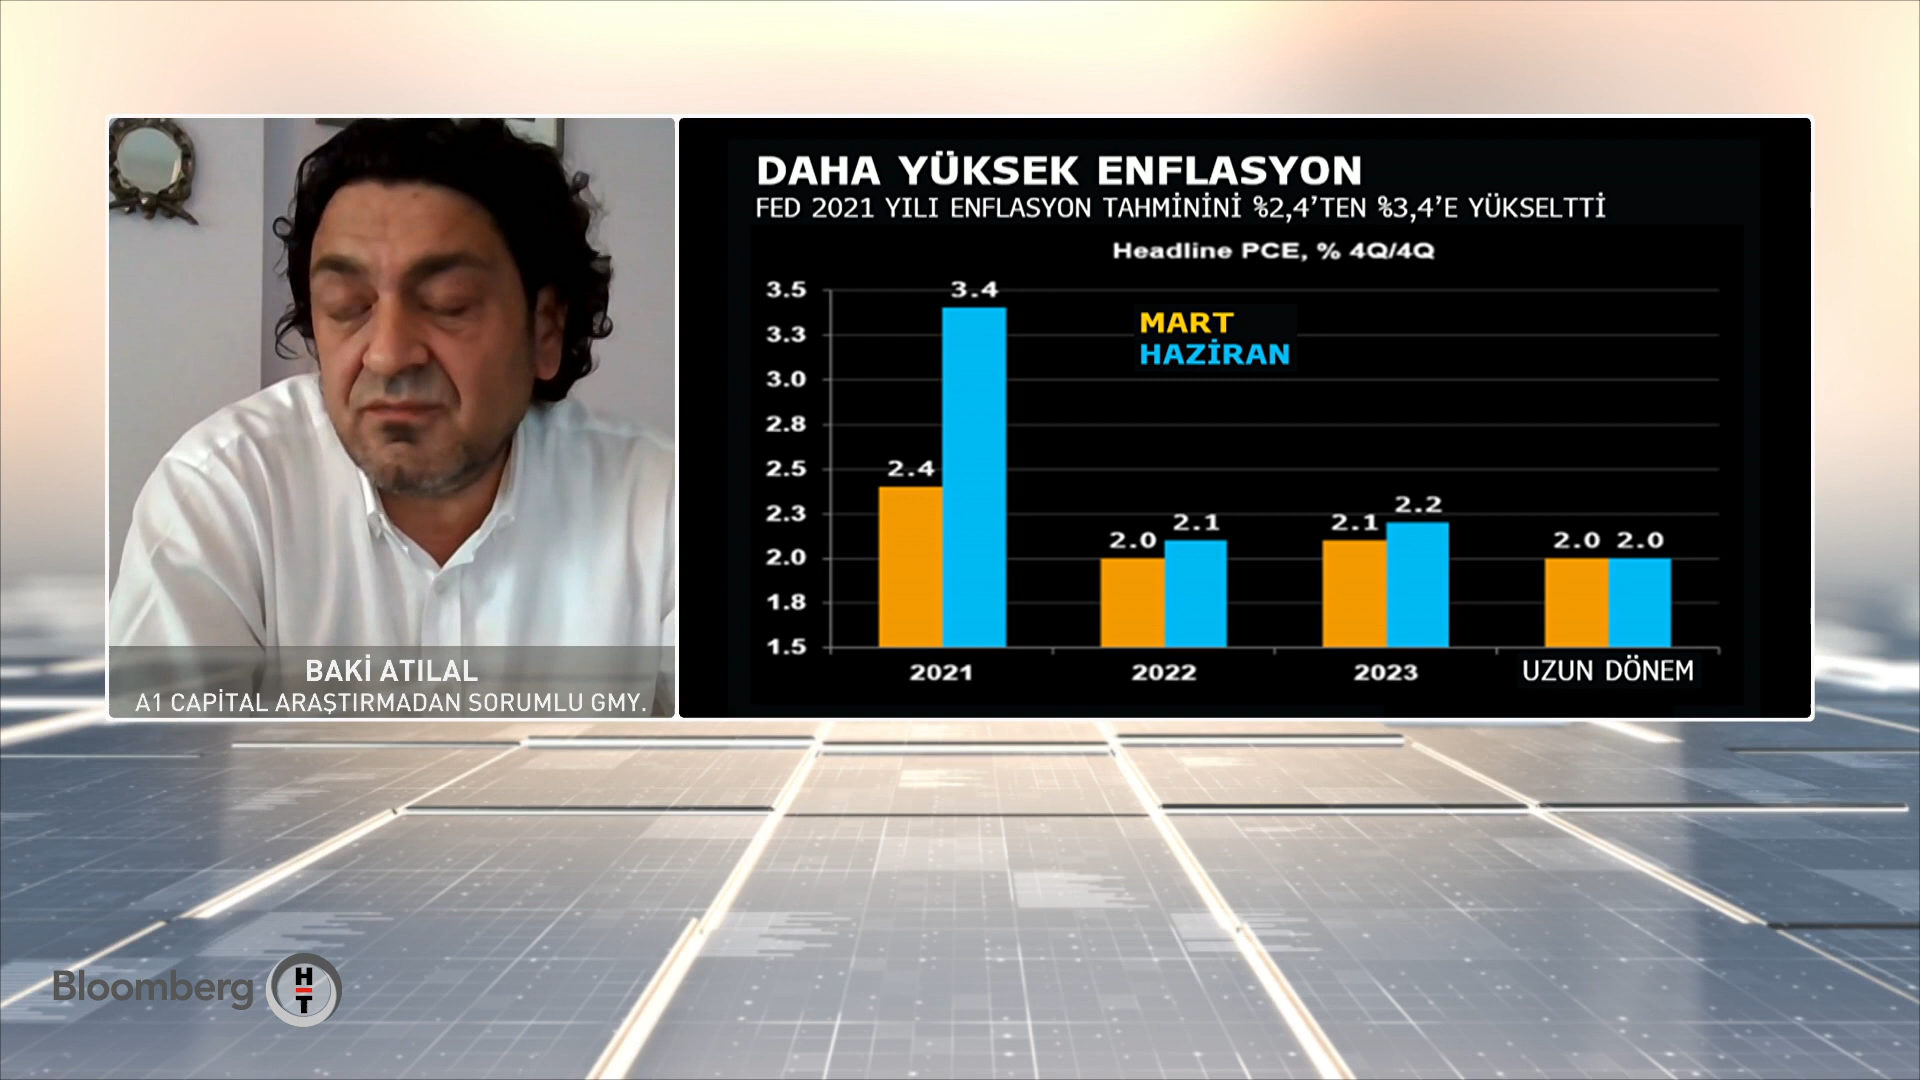 DAHA YÜKSEK ENFLASYON
FED 2021 YILI ENFLASYON TAHMİNİNİ %2,4'TEN %3,4'E YÜKSELTTİ
Headline PCE, % 4Q/4Q
MART
HAZİRAN
3.5
3.3
3.0
2.8
2.5
2.3
2.0
1.8
1.5
2.4
3.4
2.0
2.1
2.1
2.2
2.0
2.0
2021
2022
2023
UZUN DÖNEM
BAKİ ATILAL
A1 CAPİTAL ARAŞTIRMADAN SORUMLU GMY.
Bloomberg HT